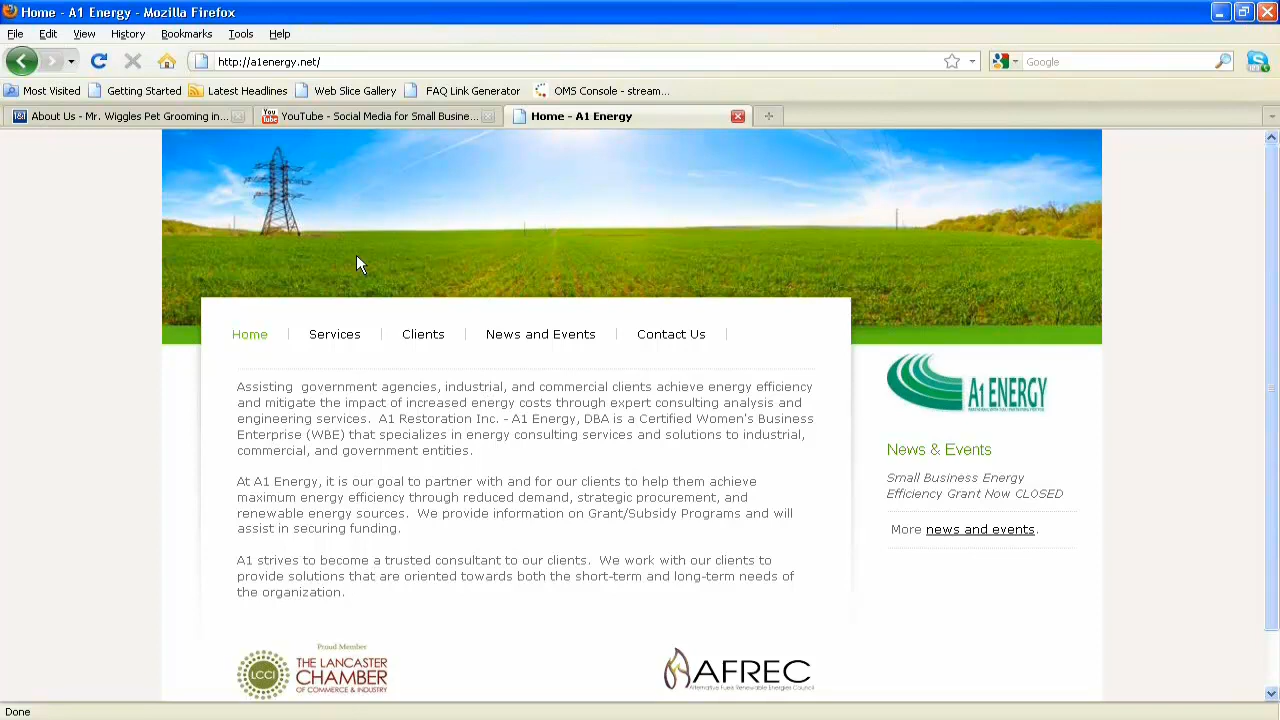 Home - A1 Energy - Mozilla Firefox
File Edit View History Bookmarks Tools Help
http://a1energy.net/
Google
Most Visited Getting Started Latest Headlines Web Slice Gallery FAQ Link Generator OMS Console - stream...
About Us - Mr. Wiggles Pet Grooming in... YouTube - Social Media for Small Busine... Home - A1 Energy
Home Services Clients News and Events Contact Us
Assisting government agencies, industrial, and commercial clients achieve energy efficiency
and mitigate the impact of increased energy costs through expert consulting analysis and
engineering services. A1 Restoration Inc. - A1 Energy, DBA is a Certified Women's Business
Enterprise (WBE) that specializes in energy consulting services and solutions to industrial,
commercial, and government entities.
At A1 Energy, it is our goal to partner with and for our clients to help them achieve
maximum energy efficiency through reduced demand, strategic procurement, and
renewable energy sources. We provide information on Grant/Subsidy Programs and will
assist in securing funding.
A1 strives to become a trusted consultant to our clients. We work with our clients to
provide solutions that are oriented towards both the short-term and long-term needs of
the organization.
A1 ENERGY
News & Events
Small Business Energy
Efficiency Grant Now CLOSED
More news and events.
Proud Member
LCCI
THE LANCASTER
CHAMBER
OF COMMERCE & INDUSTRY
AFREC
Alternative Fuels Renewable Energies Council
Done